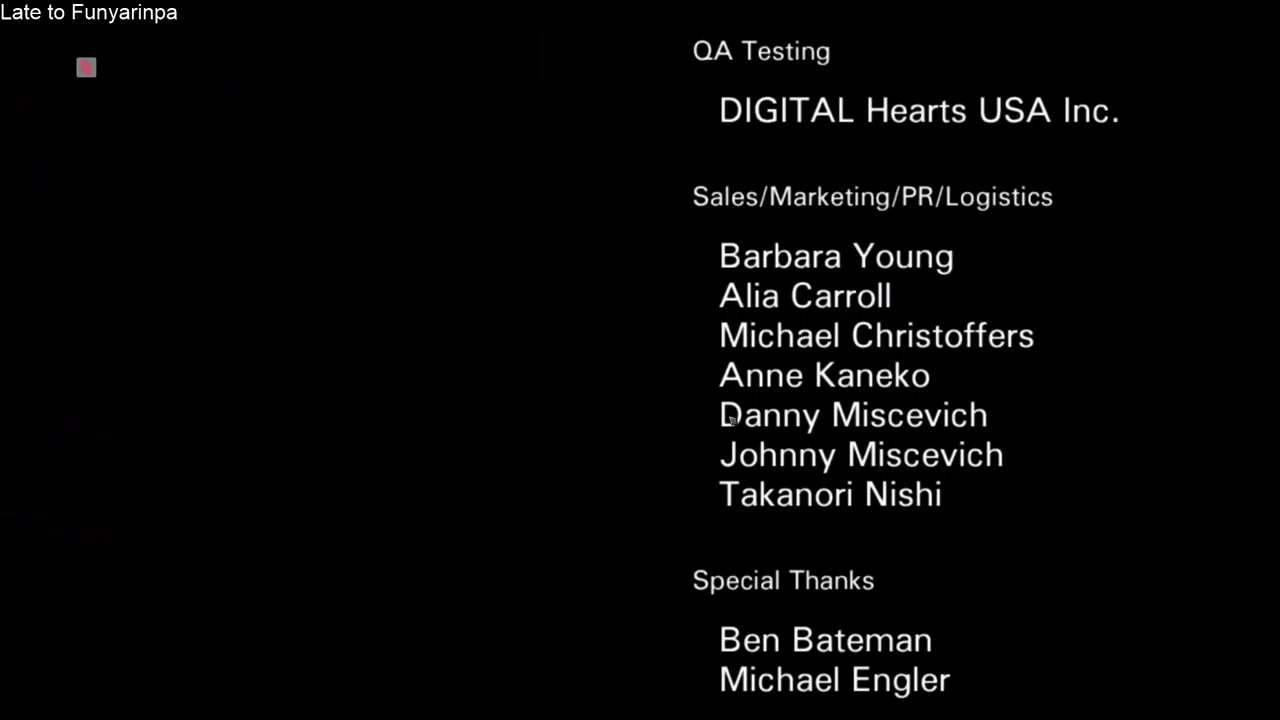 Late to Funyarinpa
QA Testing
DIGITAL Hearts USA Inc.
Sales/Marketing/PR/Logistics
Barbara Young
Alia Carroll
Michael Christoffers
Anne Kaneko
Danny Miscevich
Johnny Miscevich
Takanori Nishi
Special Thanks
Ben Bateman
Michael Engler